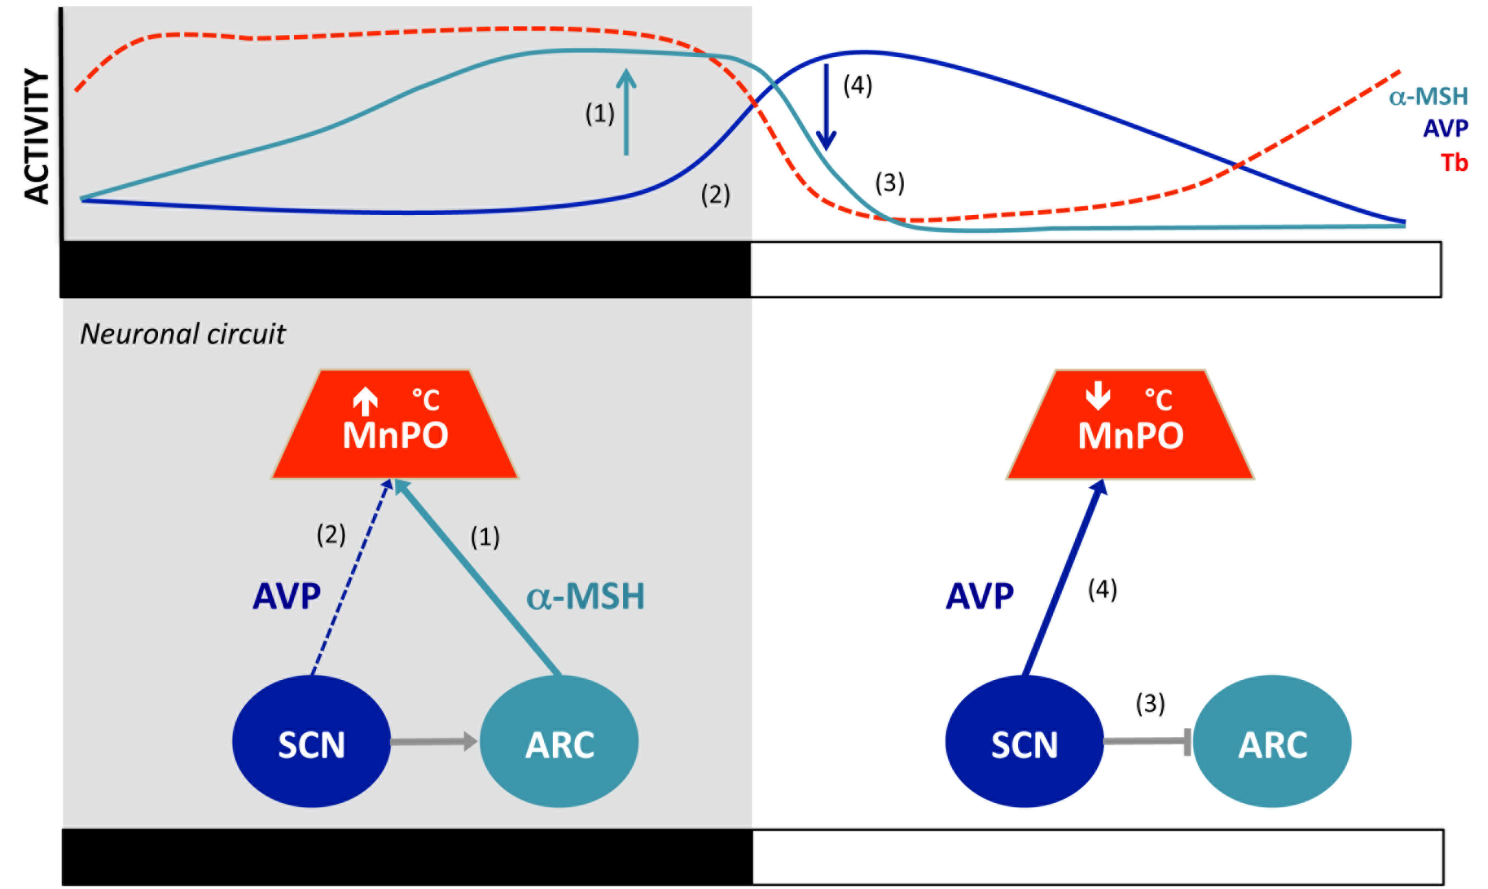 ACTIVITY
(1)
(2)
(3)
(4)
α-MSH
AVP
Tb
Neuronal circuit
°C
MnPO
(2)
(1)
AVP
α-MSH
SCN
ARC
°C
MnPO
AVP
(4)
(3)
SCN
ARC